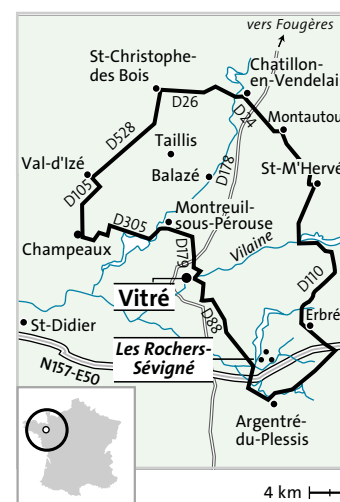 vers Fougères
St-Christophe-
des Bois
Chatillon-
en-Vendelai
D26
D24
Montautou
D528
Taillis
D178
Val-d'Izé
Balazé
St-M'Hervé
D105
Montreuil-
sous-Pérouse
D305
Champeaux
D179
Vilaine
Vitré
D110
D88
St-Didier
Erbré
Les Rochers-
Sévigné
N157-E50
Argentré-
du-Plessis
4 km